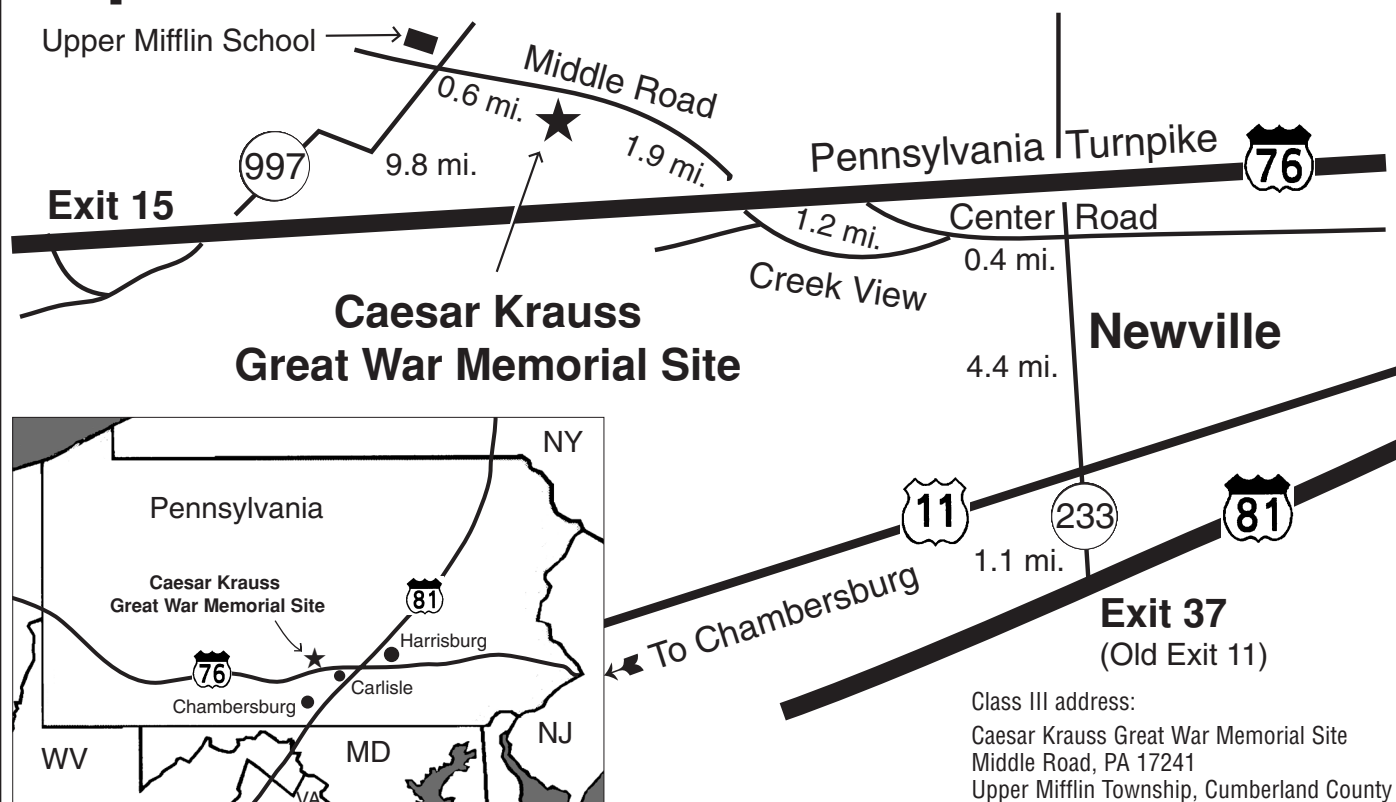 Upper Mifflin School
Middle Road
0.6 mi.
1.9 mi.
997
9.8 mi.
Pennsylvania Turnpike
76
Exit 15
Center Road
1.2 mi.
0.4 mi.
Creek View
Caesar Krauss
Great War Memorial Site
Newville
4.4 mi.
11
233
81
1.1 mi.
To Chambersburg
Exit 37
(Old Exit 11)
NY
Pennsylvania
Caesar Krauss
Great War Memorial Site
81
Harrisburg
76
Carlisle
Chambersburg
WV
MD
NJ
VA
Class III address:
Caesar Krauss Great War Memorial Site
Middle Road, PA 17241
Upper Mifflin Township, Cumberland County